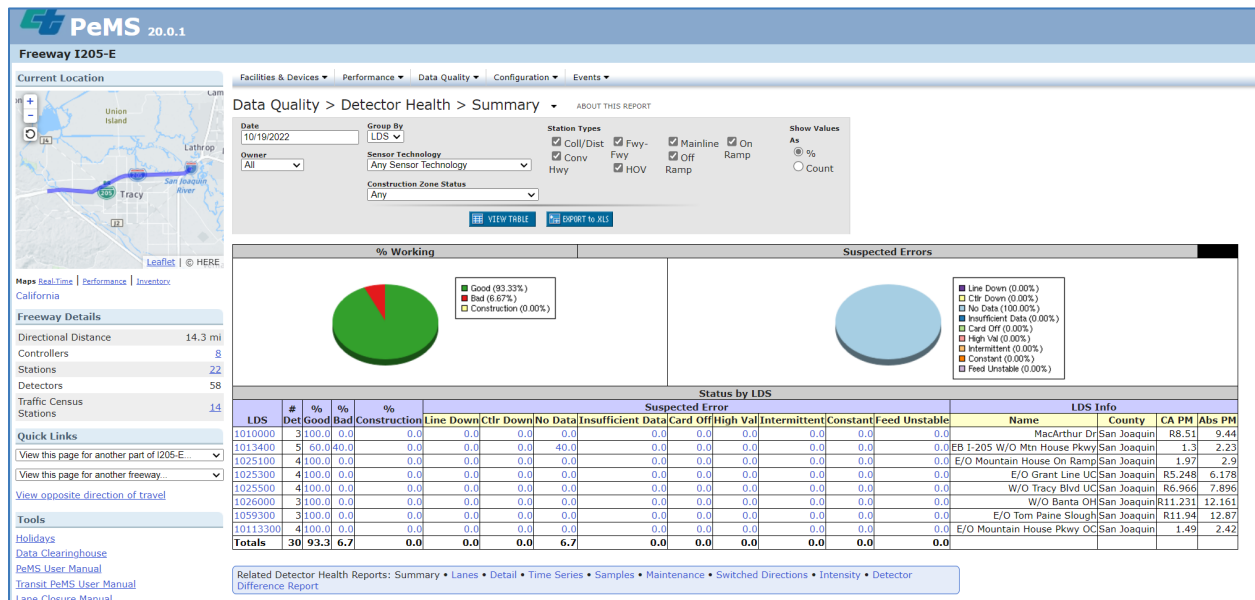 PeMS 20.0.1
Freeway I205-E
Current Location
+
-
Union
Island
Lathrop
San Joaquin
River
205
Tracy
Leaflet | © HERE
Maps Real-Time | Performance | Inventory
California
Freeway Details
Directional Distance 14.3 mi
Controllers 8
Stations 22
Detectors 58
Traffic Census
Stations 14
Quick Links
View this page for another part of I205-E...
View this page for another freeway...
View opposite direction of travel
Tools
Holidays
Data Clearinghouse
PeMS User Manual
Transit PeMS User Manual
Lane Closure Manual
Facilities & Devices Performance Data Quality Configuration Events
Data Quality > Detector Health > Summary ABOUT THIS REPORT
Date
10/19/2022
Owner
All
Group By
LDS
Sensor Technology
Any Sensor Technology
Construction Zone Status
Any
Station Types
Coll/Dist Fwy-Fwy Mainline On Ramp
Conv Hwy HOV Off Ramp
Show Values
As
%
Count
VIEW TABLE EXPORT to .XLS
% Working Suspected Errors
Good (93.33%)
Bad (6.67%)
Construction (0.00%)
Line Down (0.00%)
Ctlr Down (0.00%)
No Data (100.00%)
Insufficient Data (0.00%)
Card Off (0.00%)
High Val (0.00%)
Intermittent (0.00%)
Constant (0.00%)
Feed Unstable (0.00%)
Status by LDS
LDS # Det % Good % Bad % Construction Suspected Error LDS Info
Line Down Ctlr Down No Data Insufficient Data Card Off High Val Intermittent Constant Feed Unstable Name County CA PM Abs PM
1010000 3 100.0 0.0 0.0 0.0 0.0 0.0 0.0 0.0 0.0 0.0 0.0 0.0 MacArthur Dr San Joaquin R8.51 9.44
1013400 5 60.0 40.0 0.0 0.0 0.0 40.0 0.0 0.0 0.0 0.0 0.0 0.0 EB I-205 W/O Mtn House Pkwy San Joaquin 1.3 2.23
1025100 4 100.0 0.0 0.0 0.0 0.0 0.0 0.0 0.0 0.0 0.0 0.0 0.0 E/O Mountain House On Ramp San Joaquin 1.97 2.9
1025300 4 100.0 0.0 0.0 0.0 0.0 0.0 0.0 0.0 0.0 0.0 0.0 0.0 E/O Grant Line UC San Joaquin R5.248 6.178
1025500 4 100.0 0.0 0.0 0.0 0.0 0.0 0.0 0.0 0.0 0.0 0.0 0.0 W/O Tracy Blvd UC San Joaquin R6.966 7.896
1026000 3 100.0 0.0 0.0 0.0 0.0 0.0 0.0 0.0 0.0 0.0 0.0 0.0 W/O Banta OH San Joaquin R11.231 12.161
1059300 3 100.0 0.0 0.0 0.0 0.0 0.0 0.0 0.0 0.0 0.0 0.0 0.0 E/O Tom Paine Slough San Joaquin R11.94 12.87
10113300 4 100.0 0.0 0.0 0.0 0.0 0.0 0.0 0.0 0.0 0.0 0.0 0.0 E/O Mountain House Pkwy OC San Joaquin 1.49 2.42
Totals 30 93.3 6.7 0.0 0.0 0.0 6.7 0.0 0.0 0.0 0.0 0.0 0.0
Related Detector Health Reports: Summary • Lanes • Detail • Time Series • Samples • Maintenance • Switched Directions • Intensity • Detector
Difference Report